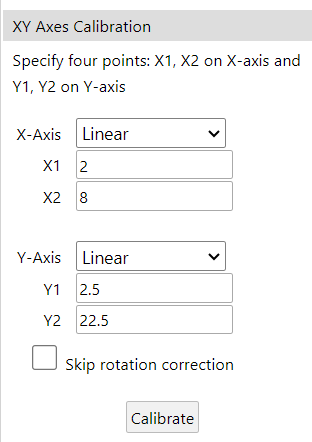 XY Axes Calibration
Specify four points: X1, X2 on X-axis and
Y1, Y2 on Y-axis
X-Axis Linear
X1 2
X2 8
Y-Axis Linear
Y1 2.5
Y2 22.5
Skip rotation correction
Calibrate